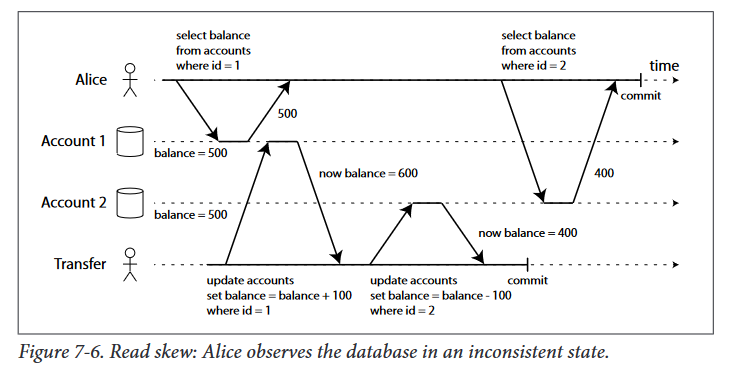 select balance
from accounts
where id = 1
select balance
from accounts
where id = 2
time
Alice
commit
500
Account 1
balance = 500
now balance = 600
400
Account 2
balance = 500
now balance = 400
Transfer
update accounts
set balance = balance + 100
where id = 1
update accounts
set balance = balance - 100
where id = 2
commit
Figure 7-6. Read skew: Alice observes the database in an inconsistent state.